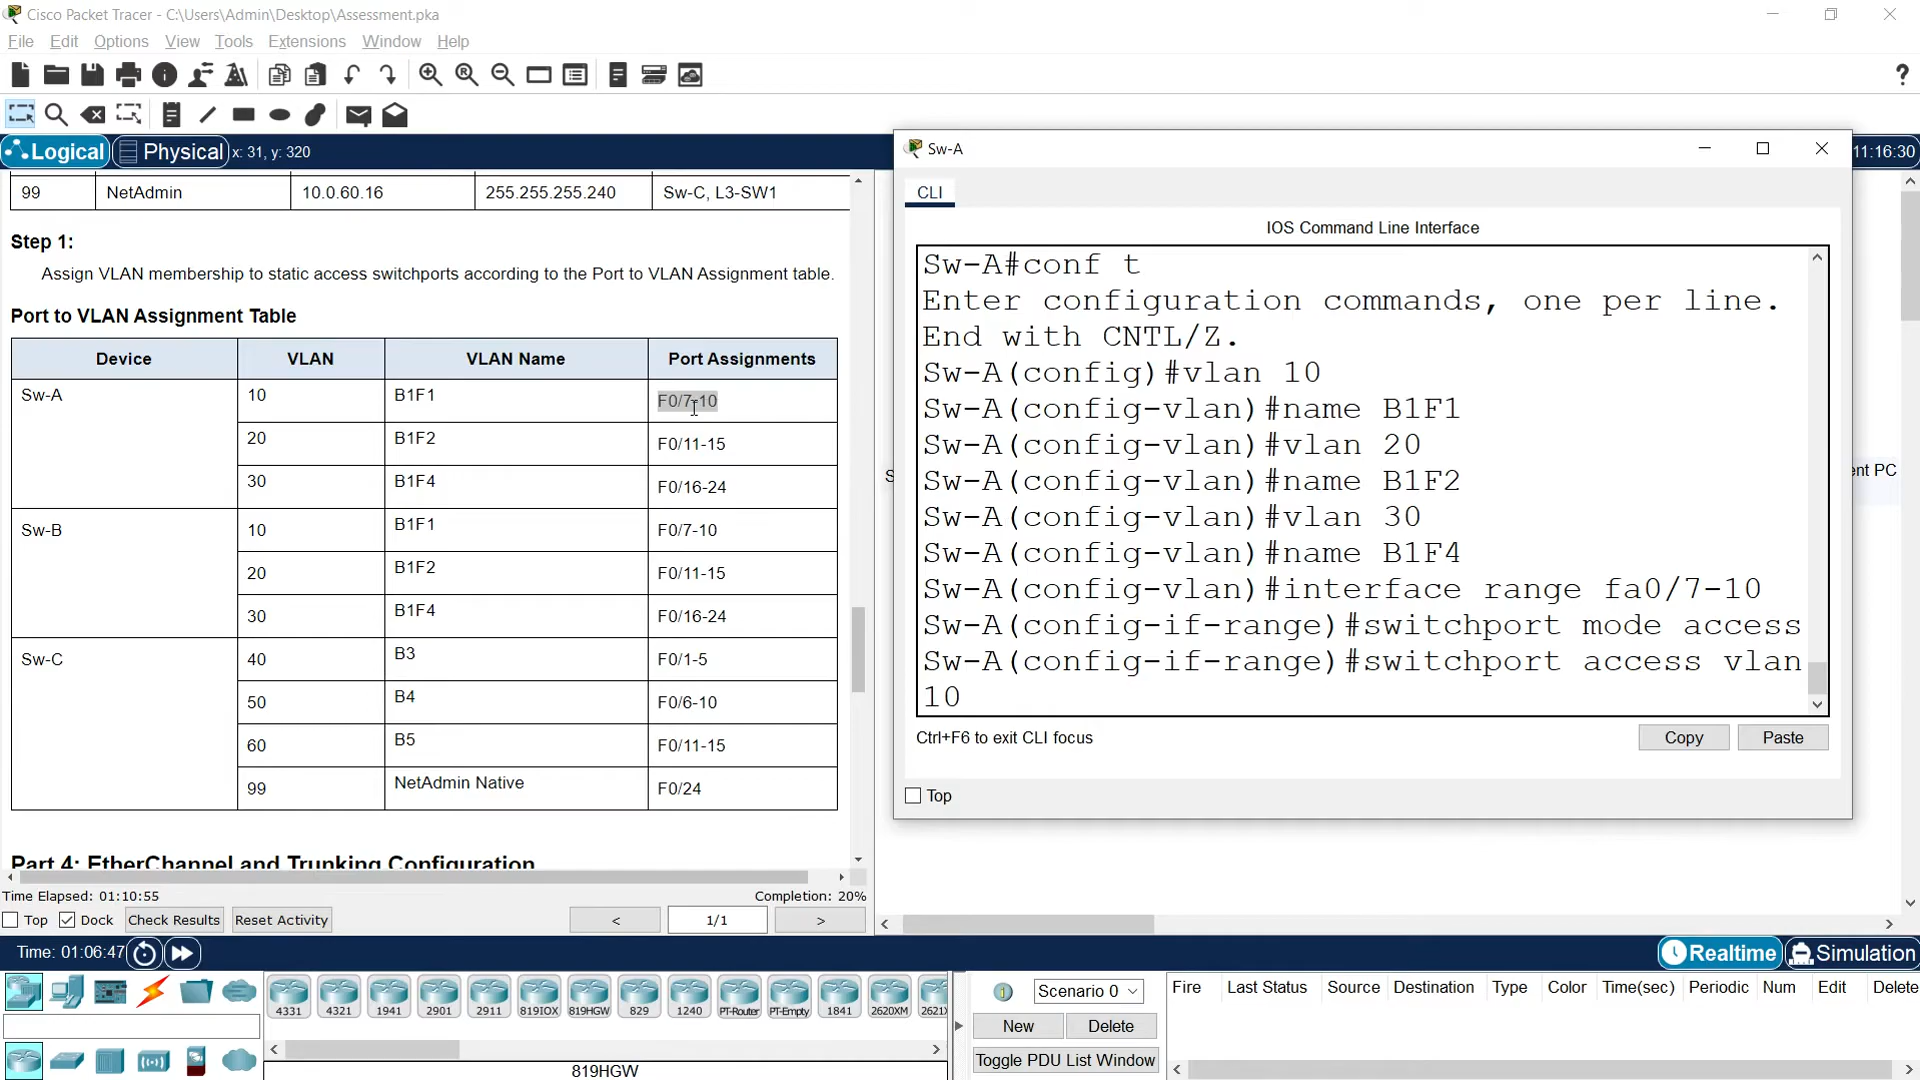 Cisco Packet Tracer - C:\Users\Admin\Desktop\Assessment.pka
File Edit Options View Tools Extensions Window Help
?
Logical Physical x: 31, y: 320
11:16:30
99 NetAdmin 10.0.60.16 255.255.255.240 Sw-C, L3-SW1
Step 1:
Assign VLAN membership to static access switchports according to the Port to VLAN Assignment table.
Port to VLAN Assignment Table
Device VLAN VLAN Name Port Assignments
Sw-A 10 B1F1 F0/7-10
20 B1F2 F0/11-15
30 B1F4 F0/16-24
Sw-B 10 B1F1 F0/7-10
20 B1F2 F0/11-15
30 B1F4 F0/16-24
Sw-C 40 B3 F0/1-5
50 B4 F0/6-10
60 B5 F0/11-15
99 NetAdmin Native F0/24
Part 4: EtherChannel and Trunking Configuration
Time Elapsed: 01:10:55 Completion: 20%
Top Dock Check Results Reset Activity < 1/1 >
Sw-A
CLI
IOS Command Line Interface
Sw-A#conf t
Enter configuration commands, one per line.
End with CNTL/Z.
Sw-A(config)#vlan 10
Sw-A(config-vlan)#name B1F1
Sw-A(config-vlan)#vlan 20
Sw-A(config-vlan)#name B1F2
Sw-A(config-vlan)#vlan 30
Sw-A(config-vlan)#name B1F4
Sw-A(config-vlan)#interface range fa0/7-10
Sw-A(config-if-range)#switchport mode access
Sw-A(config-if-range)#switchport access vlan
10
Ctrl+F6 to exit CLI focus
Copy Paste
Top
S
ent PC
Time: 01:06:47
Realtime Simulation
4331 4321 1941 2901 2911 819IOX 819HGW 829 1240 PT-Router PT-Empty 1841 2620XM 2621X
819HGW
Scenario 0
New Delete
Toggle PDU List Window
Fire Last Status Source Destination Type Color Time(sec) Periodic Num Edit Delete